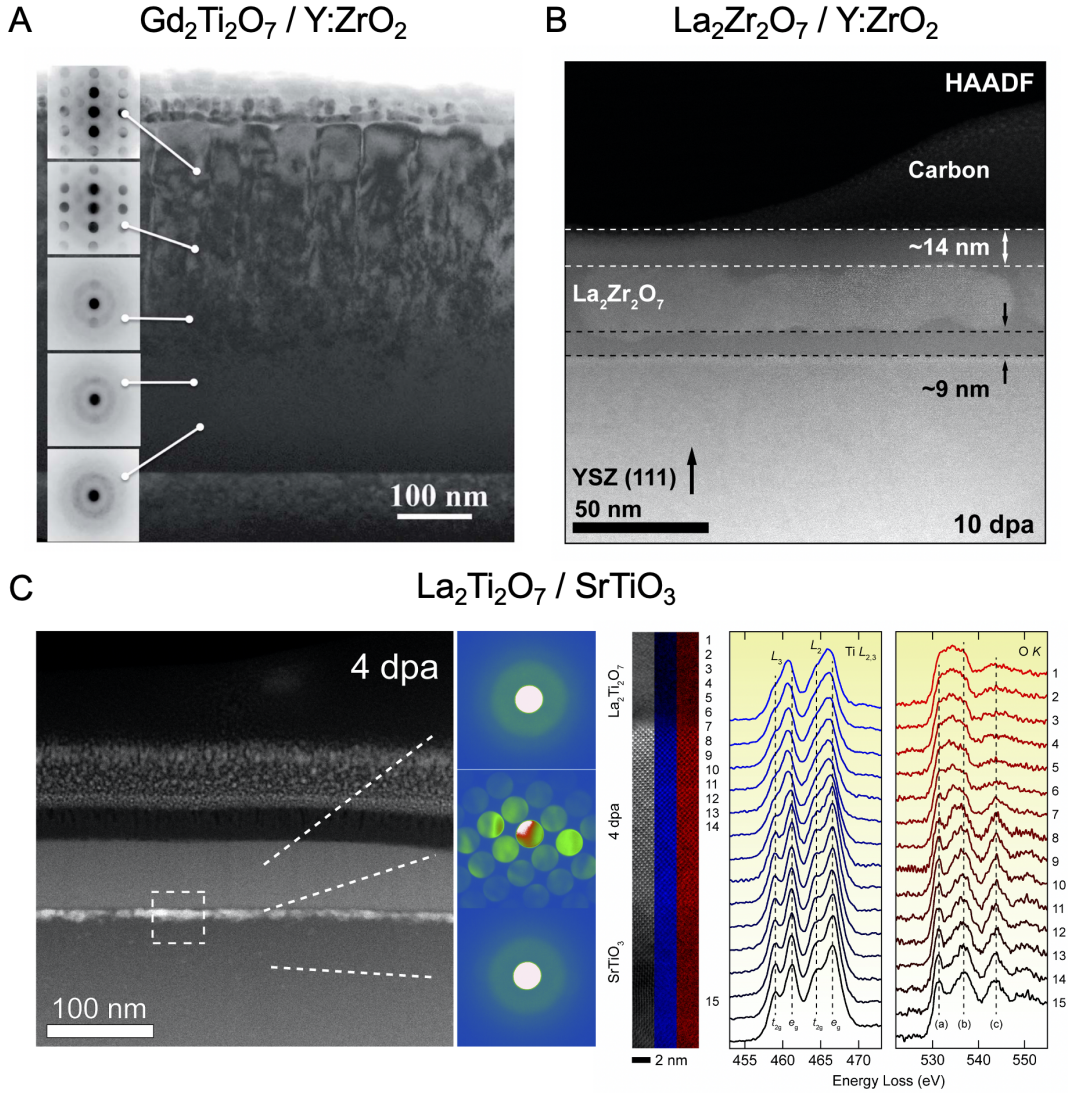 A
Gd₂Ti₂O₇ / Y:ZrO₂
100 nm
B
La₂Zr₂O₇ / Y:ZrO₂
HAADF
Carbon
~14 nm
La₂Zr₂O₇
~9 nm
YSZ (111)
50 nm
10 dpa
C
La₂Ti₂O₇ / SrTiO₃
4 dpa
100 nm
La₂Ti₂O₇
4 dpa
SrTiO₃
1
2
3
4
5
6
7
8
9
10
11
12
13
14
15
2 nm
L₃
L₂
Ti L₂,₃
t₂g
e_g
t₂g
e_g
455
460
465
470
O K
1
2
3
4
5
6
7
8
9
10
11
12
13
14
15
(a)
(b)
(c)
530
540
550
Energy Loss (eV)